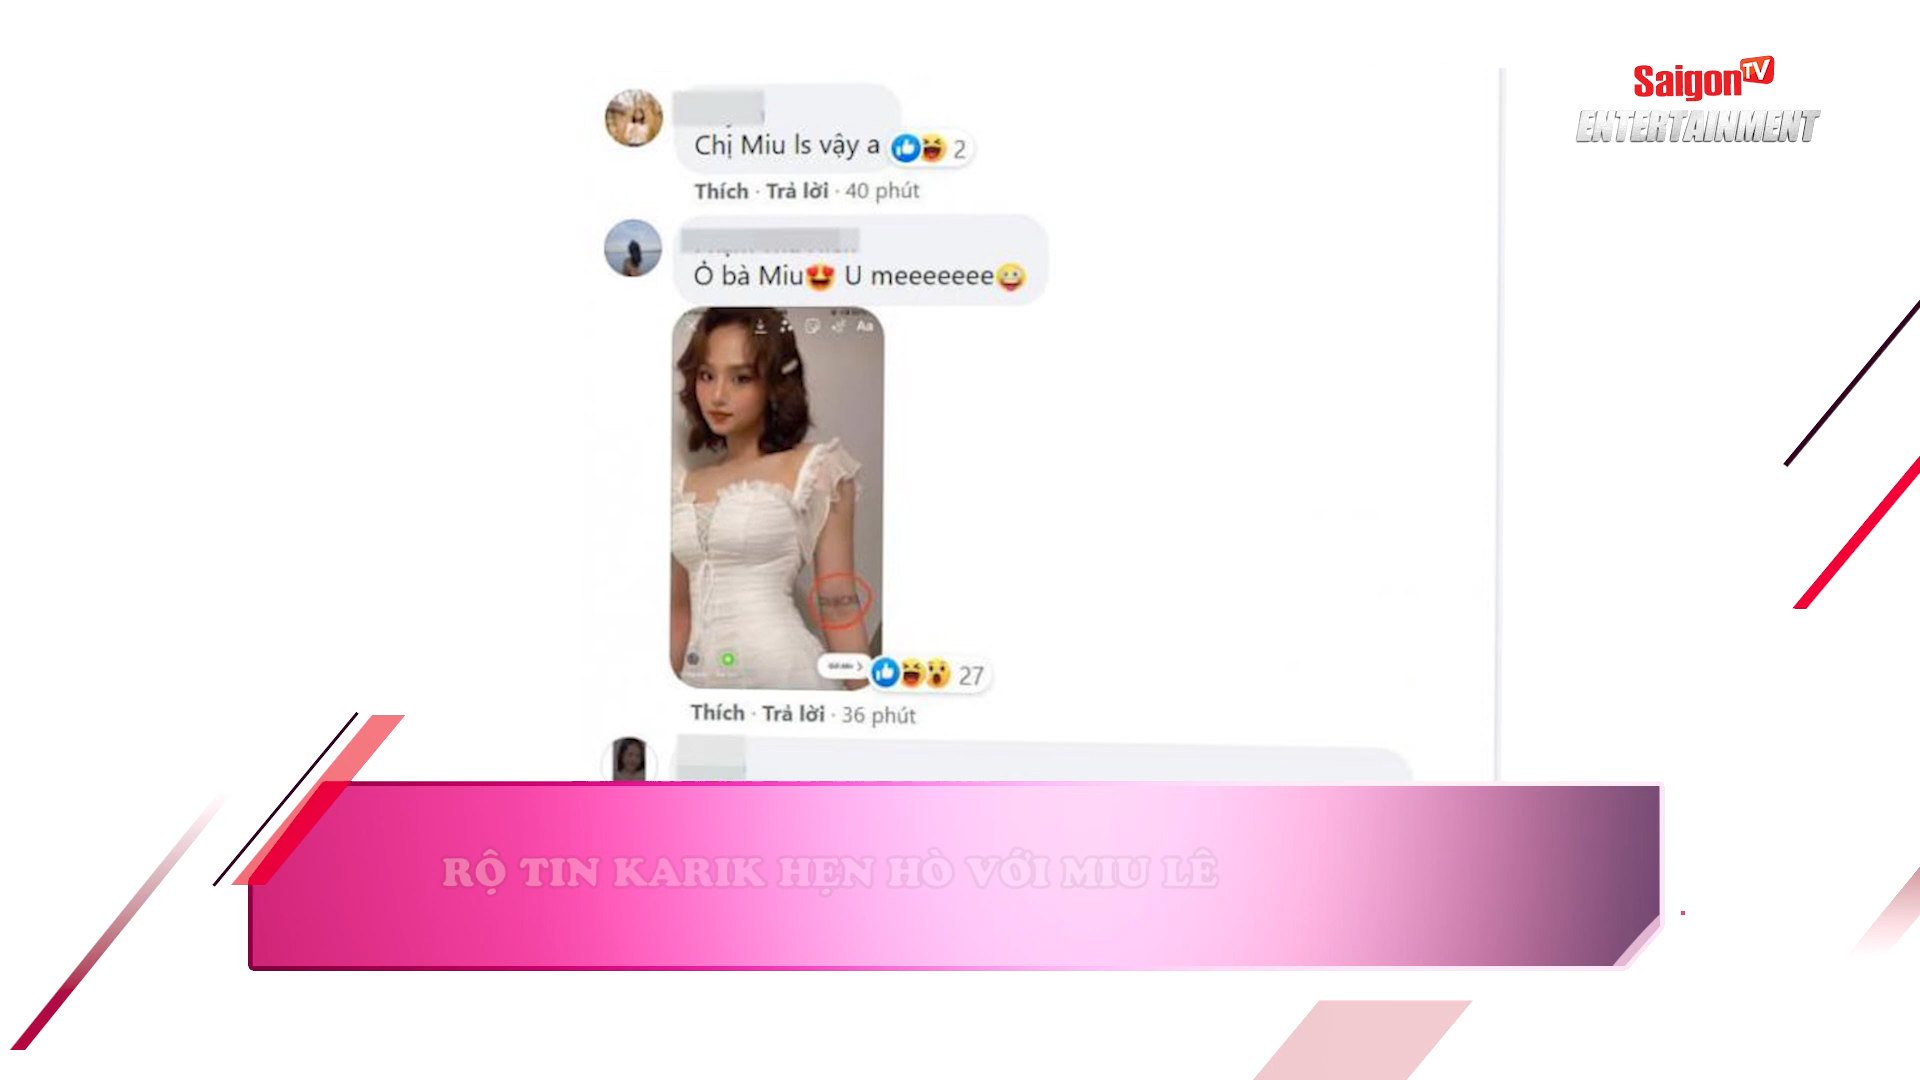 Saigon TV
ENTERTAINMENT
Chị Miu ls vậy a 2
Thích · Trả lời · 40 phút
Ỏ bà Miu😍 U meeeeeee😜
Aa
27
Thích · Trả lời · 36 phút
RỘ TIN KARIK HẸN HÒ VỚI MIU LÊ